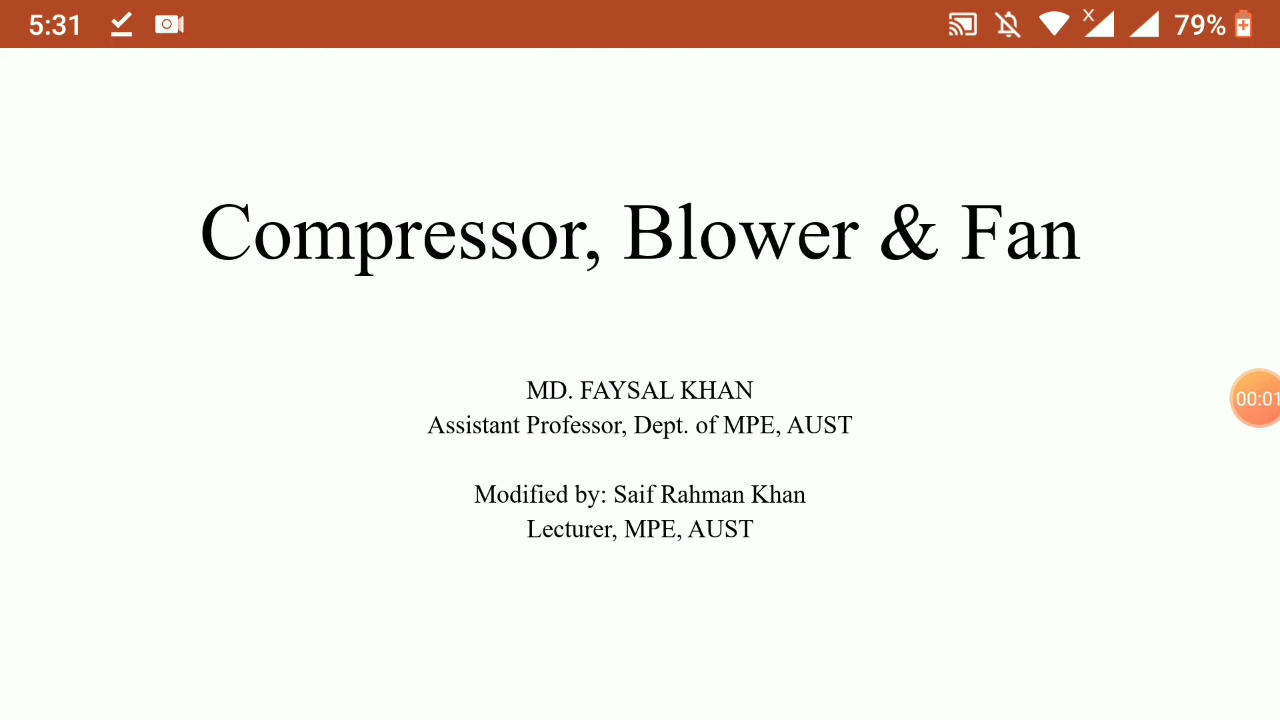 5:31
X
79%
Compressor, Blower & Fan
MD. FAYSAL KHAN
Assistant Professor, Dept. of MPE, AUST
00:01
Modified by: Saif Rahman Khan
Lecturer, MPE, AUST